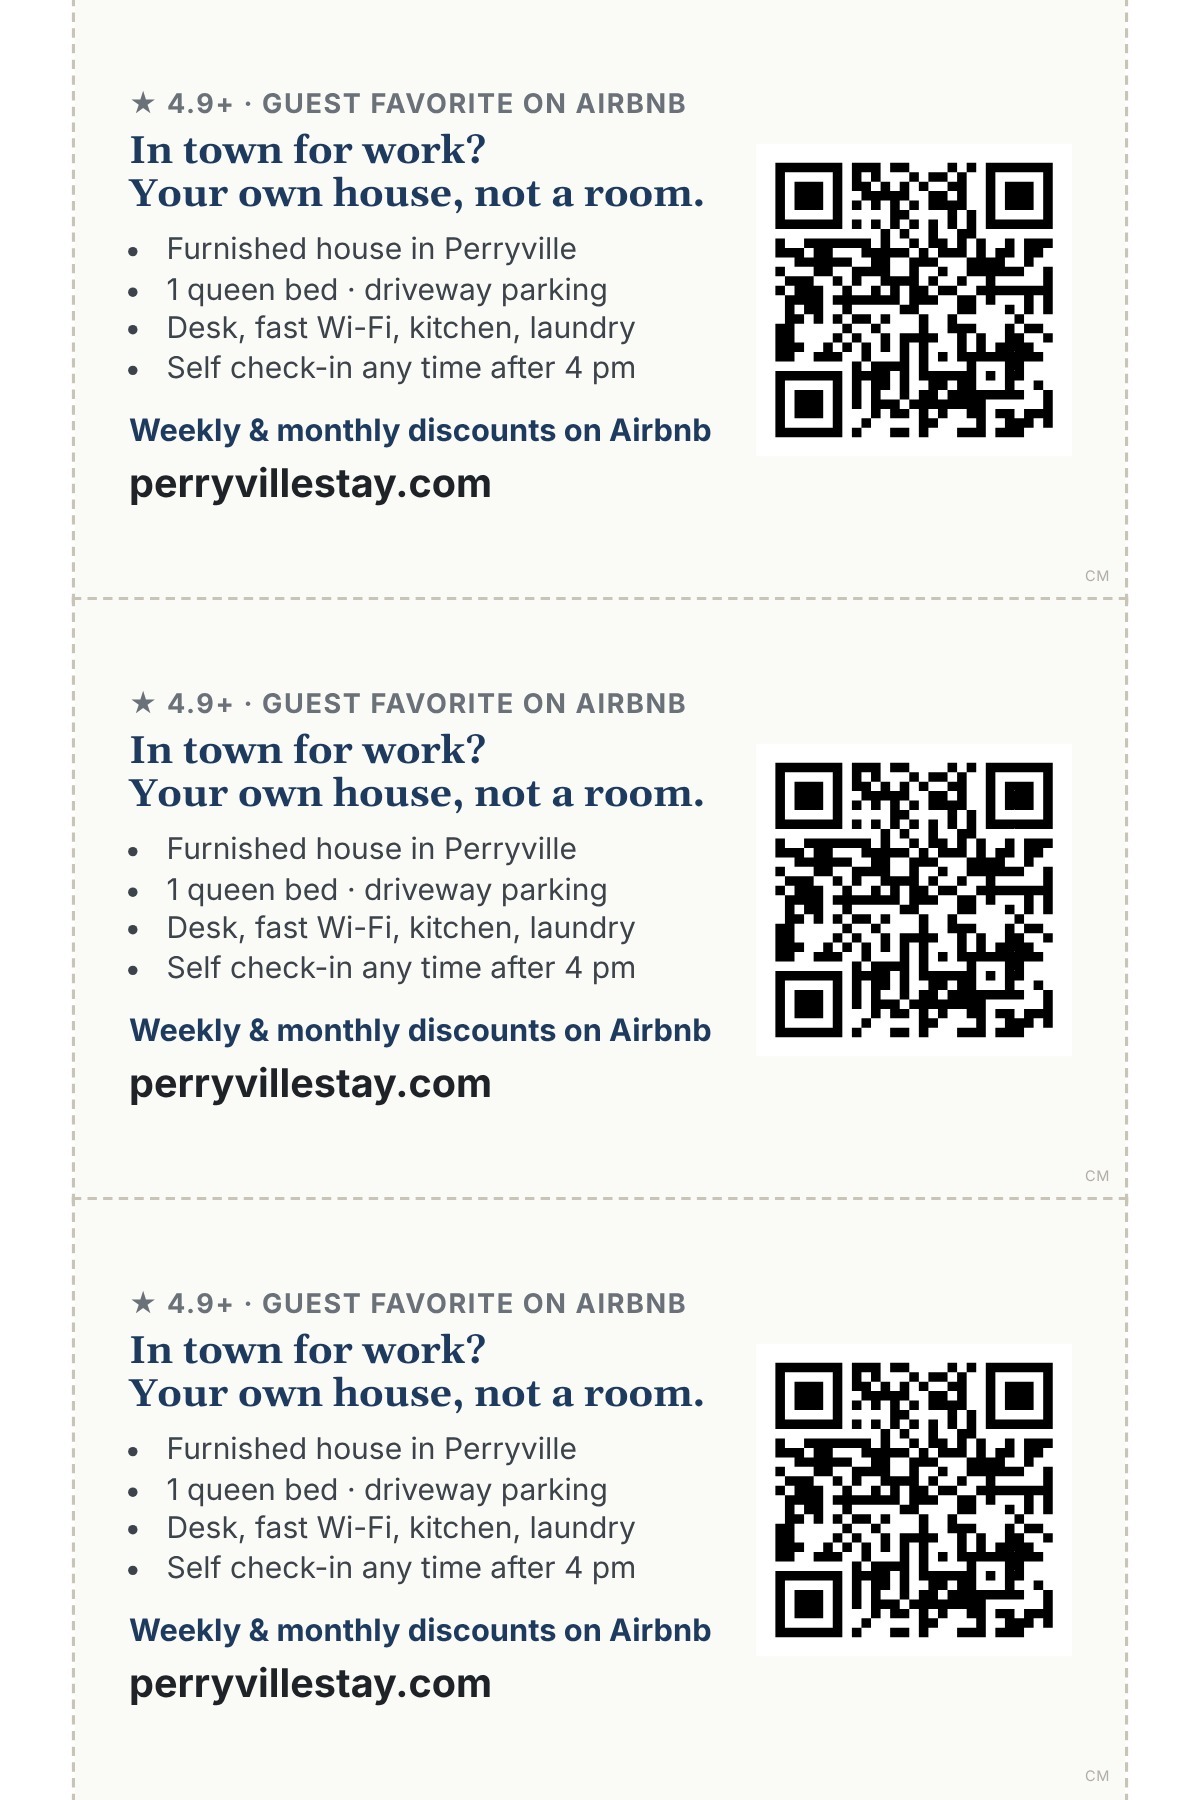 ★ 4.9+ · GUEST FAVORITE ON AIRBNB
In town for work?
Your own house, not a room.
• Furnished house in Perryville
• 1 queen bed · driveway parking
• Desk, fast Wi-Fi, kitchen, laundry
• Self check-in any time after 4 pm
Weekly & monthly discounts on Airbnb
perryvillestay.com
CM
★ 4.9+ · GUEST FAVORITE ON AIRBNB
In town for work?
Your own house, not a room.
• Furnished house in Perryville
• 1 queen bed · driveway parking
• Desk, fast Wi-Fi, kitchen, laundry
• Self check-in any time after 4 pm
Weekly & monthly discounts on Airbnb
perryvillestay.com
CM
★ 4.9+ · GUEST FAVORITE ON AIRBNB
In town for work?
Your own house, not a room.
• Furnished house in Perryville
• 1 queen bed · driveway parking
• Desk, fast Wi-Fi, kitchen, laundry
• Self check-in any time after 4 pm
Weekly & monthly discounts on Airbnb
perryvillestay.com
CM